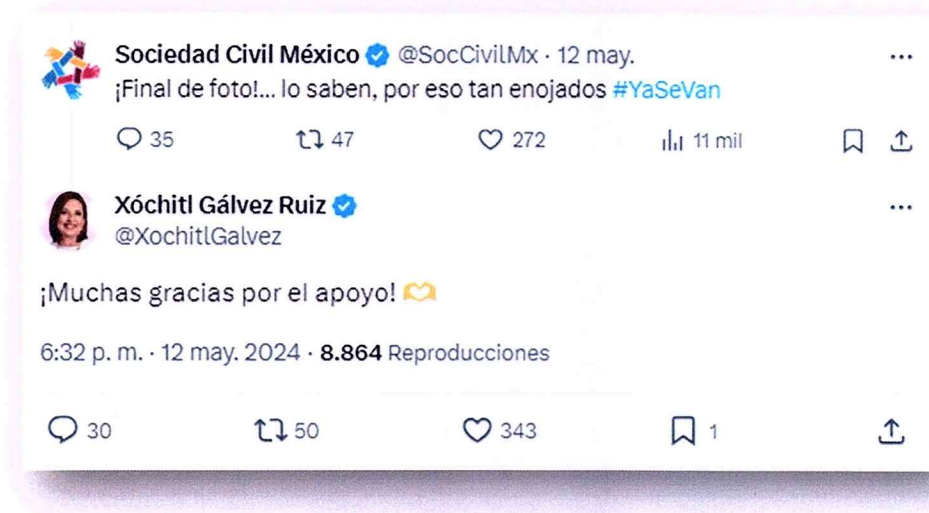 Sociedad Civil México @SocCivilMx · 12 may.
¡Final de foto!... lo saben, por eso tan enojados #YaSeVan
35 47 272 11 mil
Xóchitl Gálvez Ruiz
@XochitlGalvez
¡Muchas gracias por el apoyo!
6:32 p. m. · 12 may. 2024 · 8.864 Reproducciones
30 50 343 1